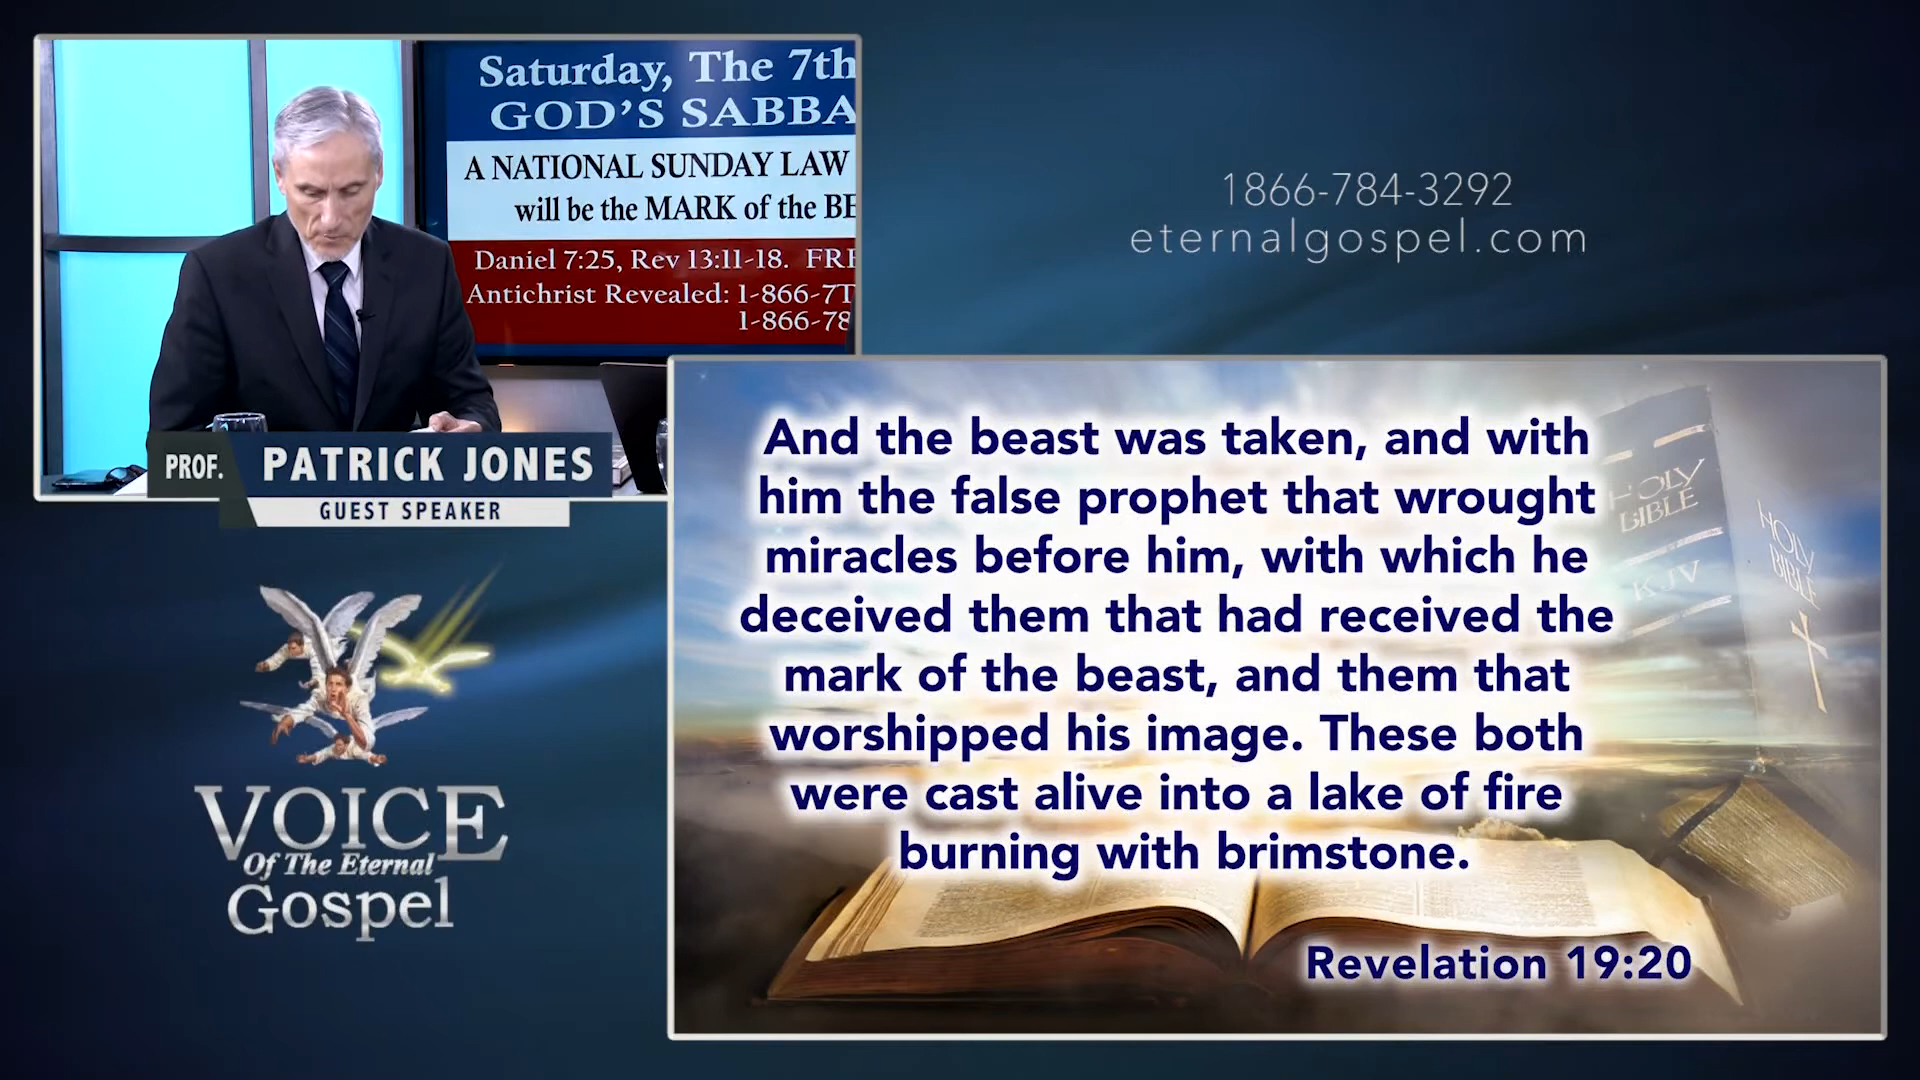 Saturday, The 7th
GOD'S SABBA
A NATIONAL SUNDAY LAW
will be the MARK of the BE
Daniel 7:25, Rev 13:11-18. FRE
Antichrist Revealed: 1-866-7T
1-866-78
PROF. PATRICK JONES
GUEST SPEAKER
1866-784-3292
eternalgospel.com
And the beast was taken, and with
him the false prophet that wrought
miracles before him, with which he
deceived them that had received the
mark of the beast, and them that
worshipped his image. These both
were cast alive into a lake of fire
burning with brimstone.
Revelation 19:20
HOLY
BIBLE
KJV
HOLY
BIBLE
VOICE
Of The Eternal
Gospel